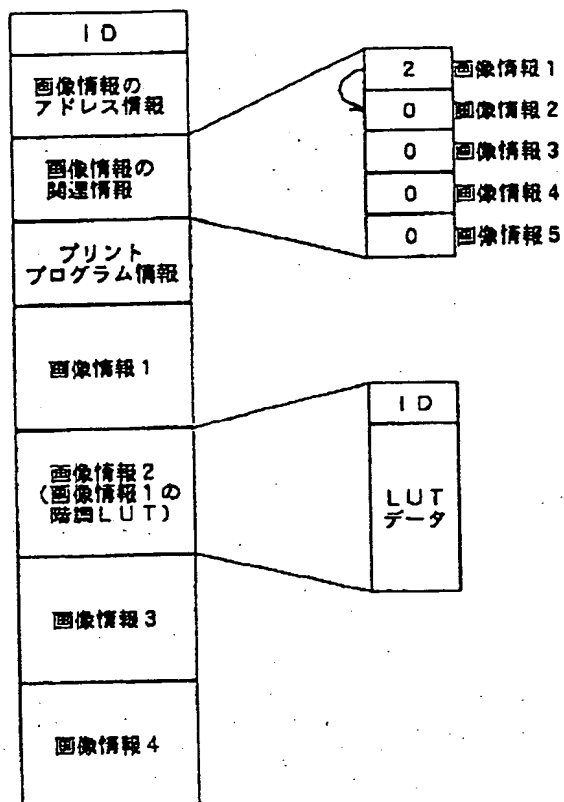 ID
画像情報の
アドレス情報
画像情報の
関連情報
プリント
プログラム情報
画像情報1
画像情報2
(画像情報1の
階調LUT)
画像情報3
画像情報4
2 画像情報1
0 画像情報2
0 画像情報3
0 画像情報4
0 画像情報5
ID
LUT
データ